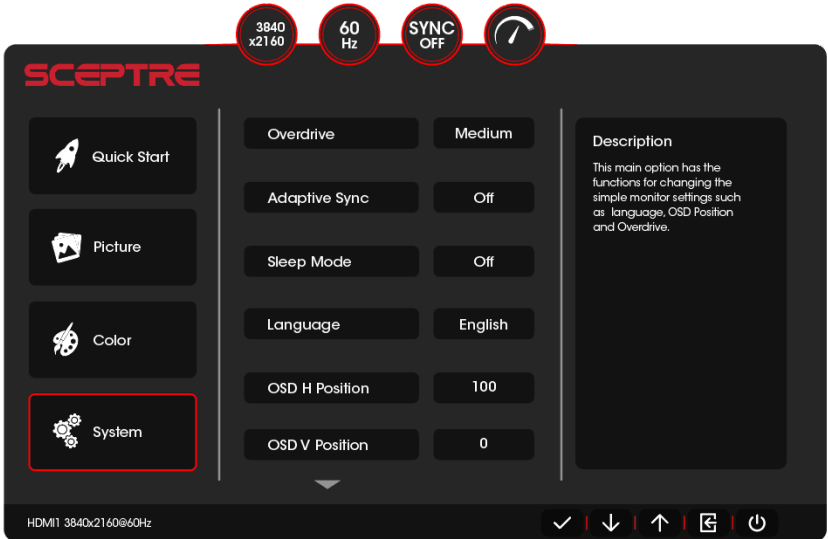 3840
x2160
60
Hz
SYNC
OFF
SCEPTRE
Quick Start
Picture
Color
System
Overdrive Medium
Adaptive Sync Off
Sleep Mode Off
Language English
OSD H Position 100
OSD V Position 0
Description
This main option has the
functions for changing the
simple monitor settings such
as language, OSD Position
and Overdrive.
HDMI1 3840x2160@60Hz